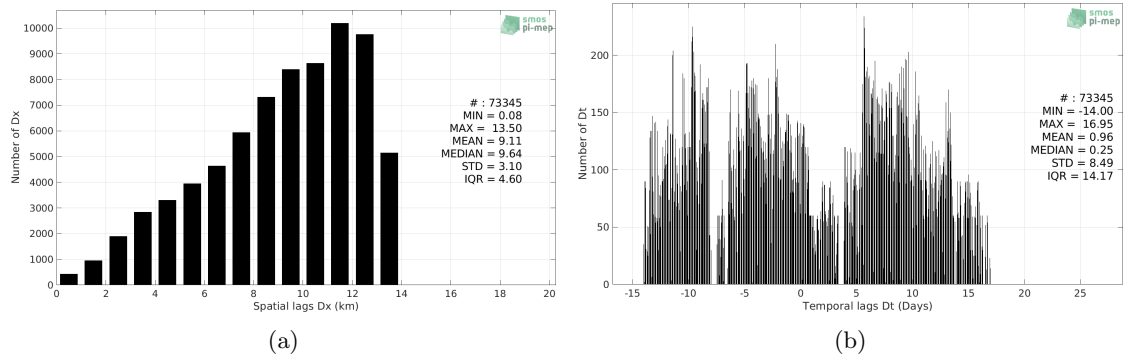 10000
9000
8000
7000
6000
5000
4000
3000
2000
1000
0
Number of Dx
0 2 4 6 8 10 12 14 16 18 20
Spatial lags Dx (km)
smos
pi-mep
# : 73345
MIN = 0.08
MAX = 13.50
MEAN = 9.11
MEDIAN = 9.64
STD = 3.10
IQR = 4.60
(a)
200
150
100
50
0
Number of Dt
-15 -10 -5 0 5 10 15 20 25
Temporal lags Dt (Days)
smos
pi-mep
# : 73345
MIN = -14.00
MAX = 16.95
MEAN = 0.96
MEDIAN = 0.25
STD = 8.49
IQR = 14.17
(b)